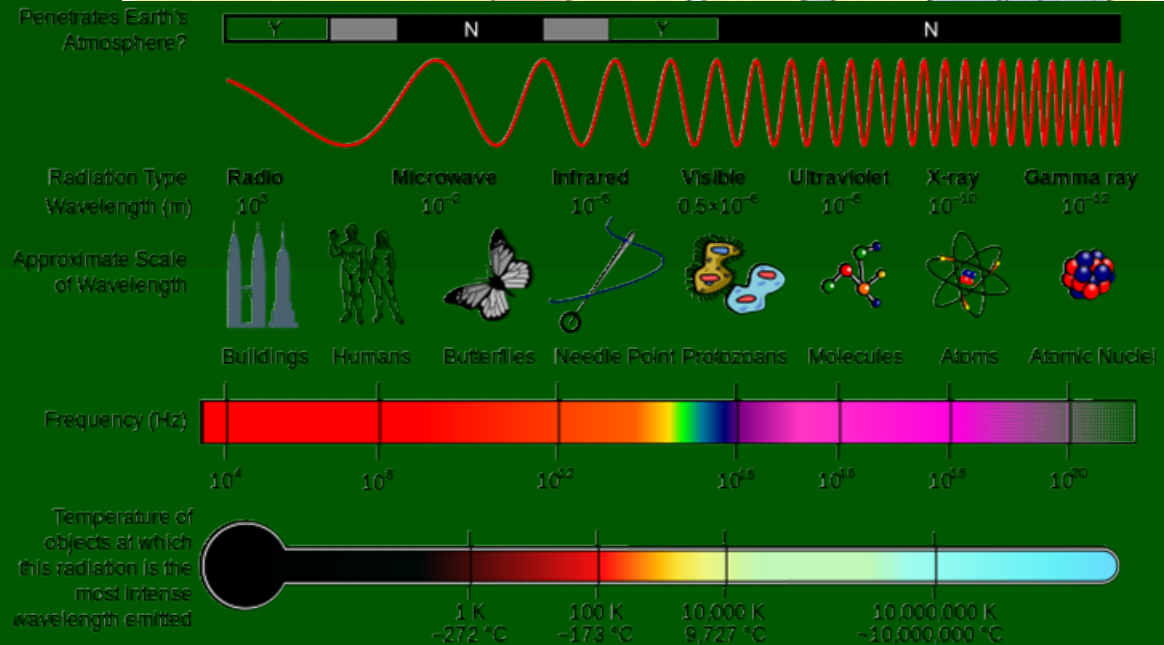 Penetrates Earth's
Atmosphere?
Y N Y N
Radiation Type
Radio Microwave Infrared Visible Ultraviolet X-ray Gamma ray
Wavelength (m)
10³ 10⁻² 10⁻⁵ 0.5×10⁻⁶ 10⁻⁸ 10⁻¹⁰ 10⁻¹²
Approximate Scale
of Wavelength
Buildings Humans Butterflies Needle Point Protozoans Molecules Atoms Atomic Nuclei
Frequency (Hz)
10⁴ 10⁸ 10¹² 10¹⁵ 10¹⁶ 10¹⁸ 10²⁰
Temperature of
objects at which
this radiation is the
most intense
wavelength emitted
1 K 100 K 10,000 K 10,000,000 K
−272 °C −173 °C 9,727 °C ~10,000,000 °C